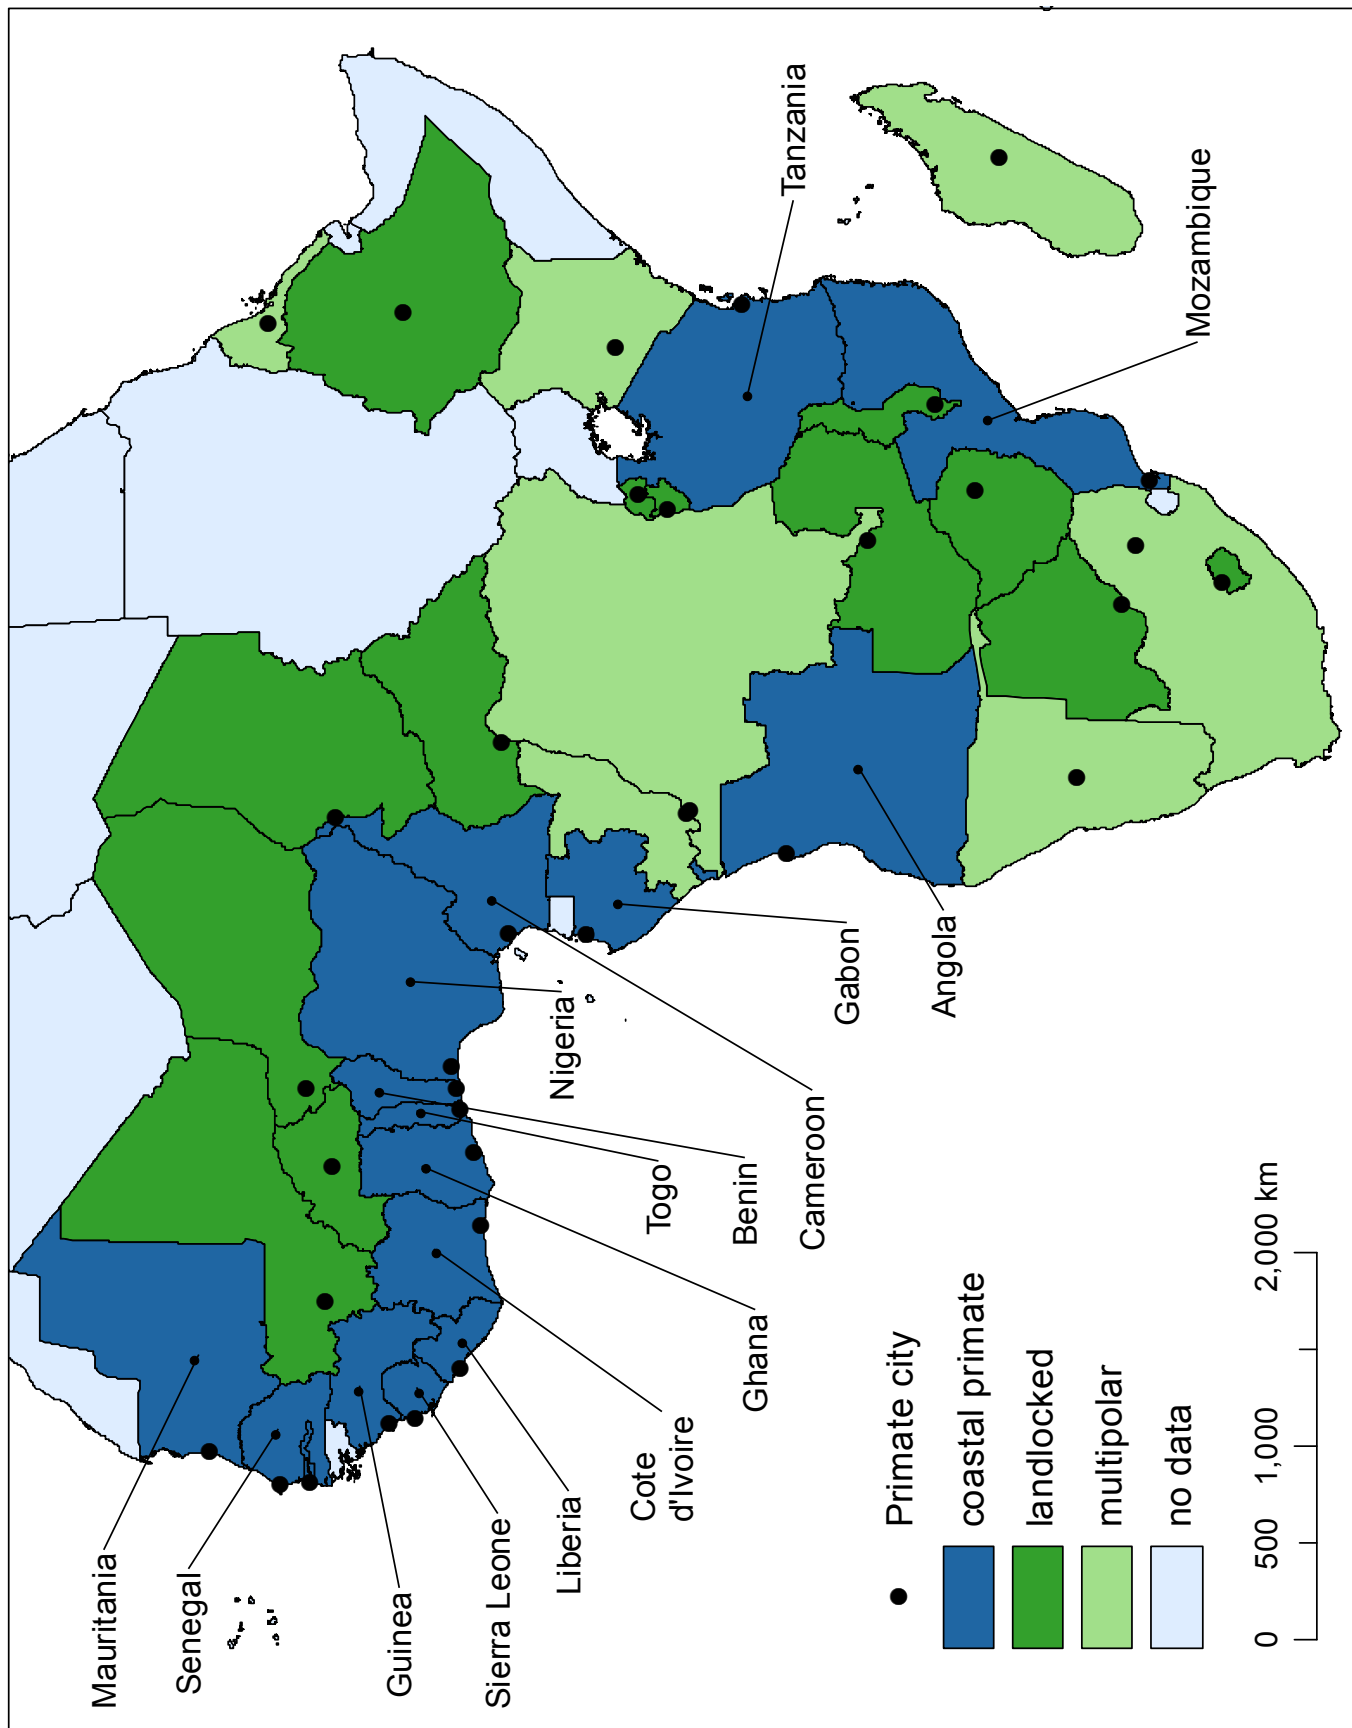 Mauritania
Senegal
Guinea
Sierra Leone
Liberia
Cote
d'Ivoire
Ghana
Togo
Benin
Cameroon
Nigeria
Gabon
Angola
Tanzania
Mozambique
Primate city
coastal primate
landlocked
multipolar
no data
0 500 1,000 2,000 km